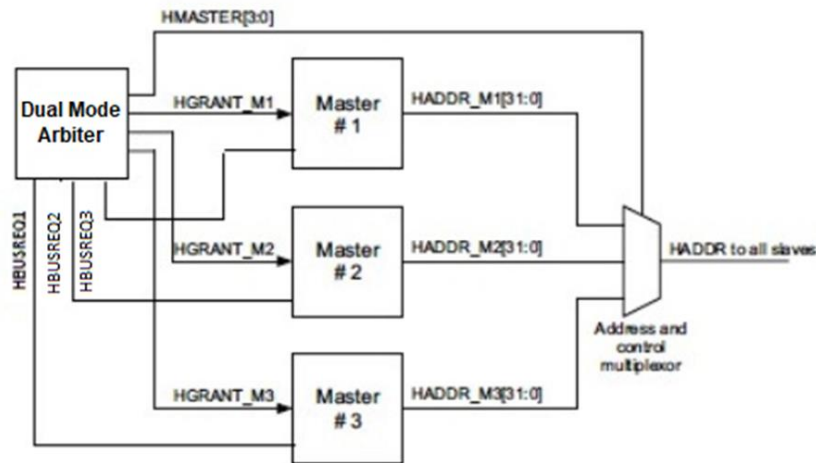 HMASTER[3:0]
Dual Mode
Arbiter
HGRANT_M1
Master
# 1
HADDR_M1[31:0]
HBUSREQ1
HBUSREQ2
HBUSREQ3
HGRANT_M2
Master
# 2
HADDR_M2[31:0]
HADDR to all slaves
Address and
control
multiplexor
HGRANT_M3
Master
# 3
HADDR_M3[31:0]